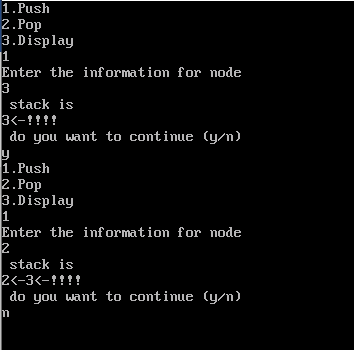 1.Push
2.Pop
3.Display
1
Enter the information for node
3
stack is
3<-!!!!
do you want to continue (y/n)
y
1.Push
2.Pop
3.Display
1
Enter the information for node
2
stack is
2<-3<-!!!!
do you want to continue (y/n)
n